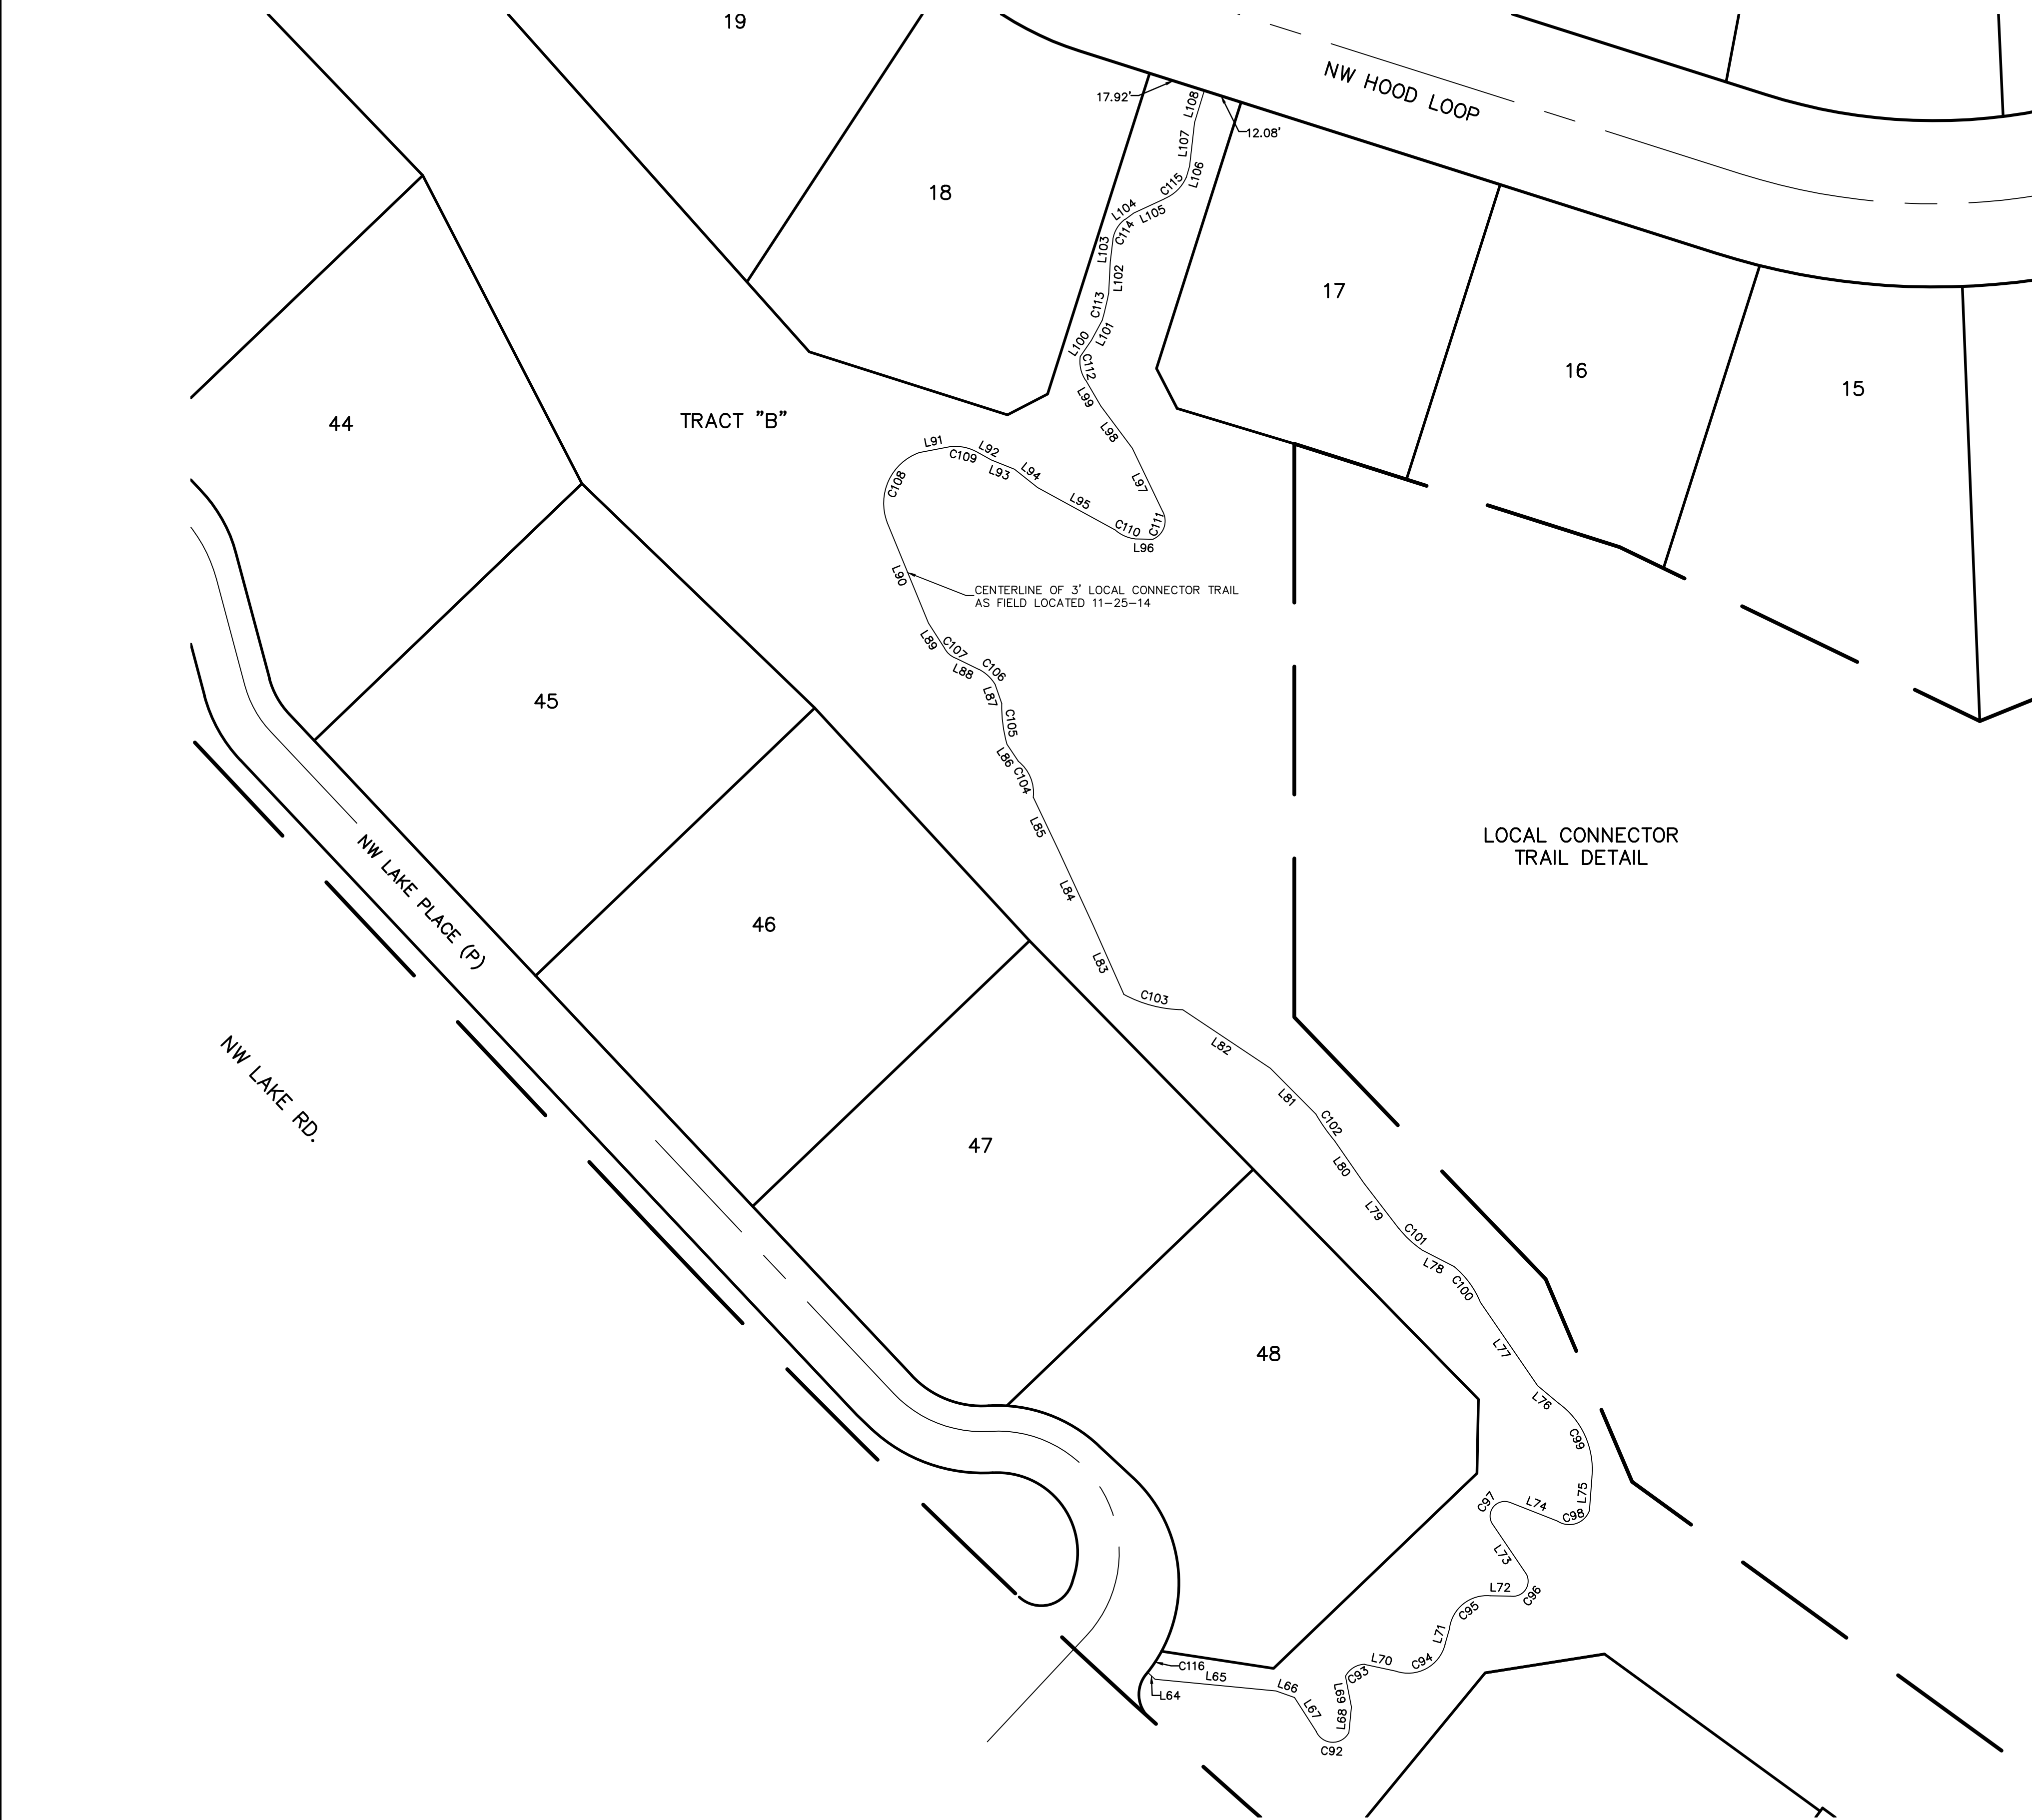 19
NW HOOD LOOP
17.92'
L108
12.08'
L107
L106
18
C115
L104
L105
C114
L103
L102
17
C113
L101
L100
C112
16
15
L99
44
TRACT "B"
L98
L91
C109
L92
L93
L94
C108
L97
L95
C110
C111
L96
L90
CENTERLINE OF 3' LOCAL CONNECTOR TRAIL
AS FIELD LOCATED 11-25-14
L89
C107
C106
L88
L87
45
C105
L86
C104
L85
LOCAL CONNECTOR
TRAIL DETAIL
NW LAKE PLACE (P)
L84
46
L83
C103
L82
NW LAKE RD.
L81
C102
47
L80
L79
C101
L78
C100
48
L77
L76
C99
L75
C97
L74
C98
L73
L72
C96
C95
L71
C94
L70
C93
C116
L65
L64
L66
L69
L67
L68
C92